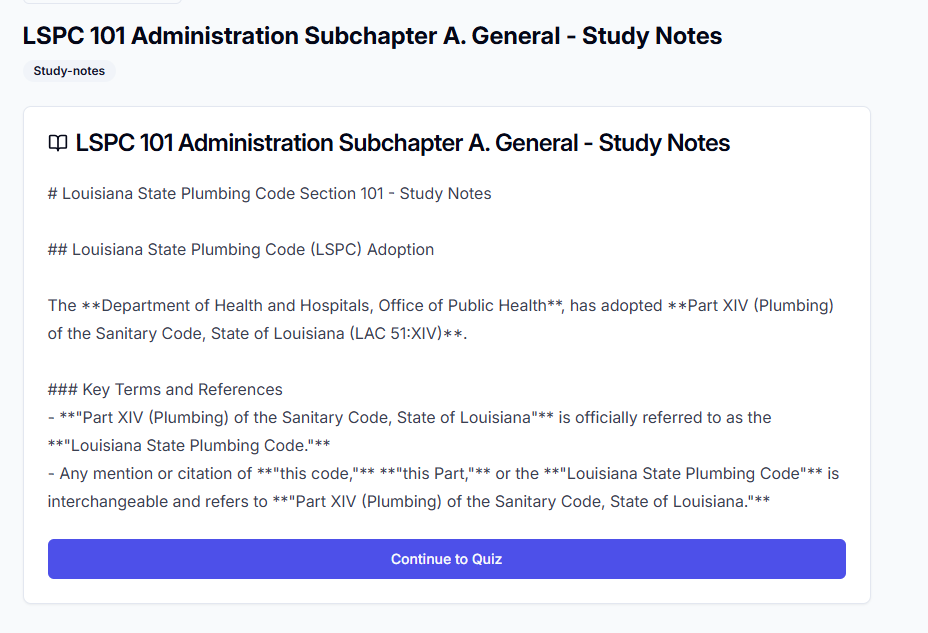 LSPC 101 Administration Subchapter A. General - Study Notes
Study-notes
LSPC 101 Administration Subchapter A. General - Study Notes
# Louisiana State Plumbing Code Section 101 - Study Notes
## Louisiana State Plumbing Code (LSPC) Adoption
The **Department of Health and Hospitals, Office of Public Health**, has adopted **Part XIV (Plumbing)
of the Sanitary Code, State of Louisiana (LAC 51:XIV)**.
### Key Terms and References
- **"Part XIV (Plumbing) of the Sanitary Code, State of Louisiana"** is officially referred to as the
**"Louisiana State Plumbing Code."**
- Any mention or citation of **"this code,"** **"this Part,"** or the **"Louisiana State Plumbing Code"** is
interchangeable and refers to **"Part XIV (Plumbing) of the Sanitary Code, State of Louisiana."**
Continue to Quiz